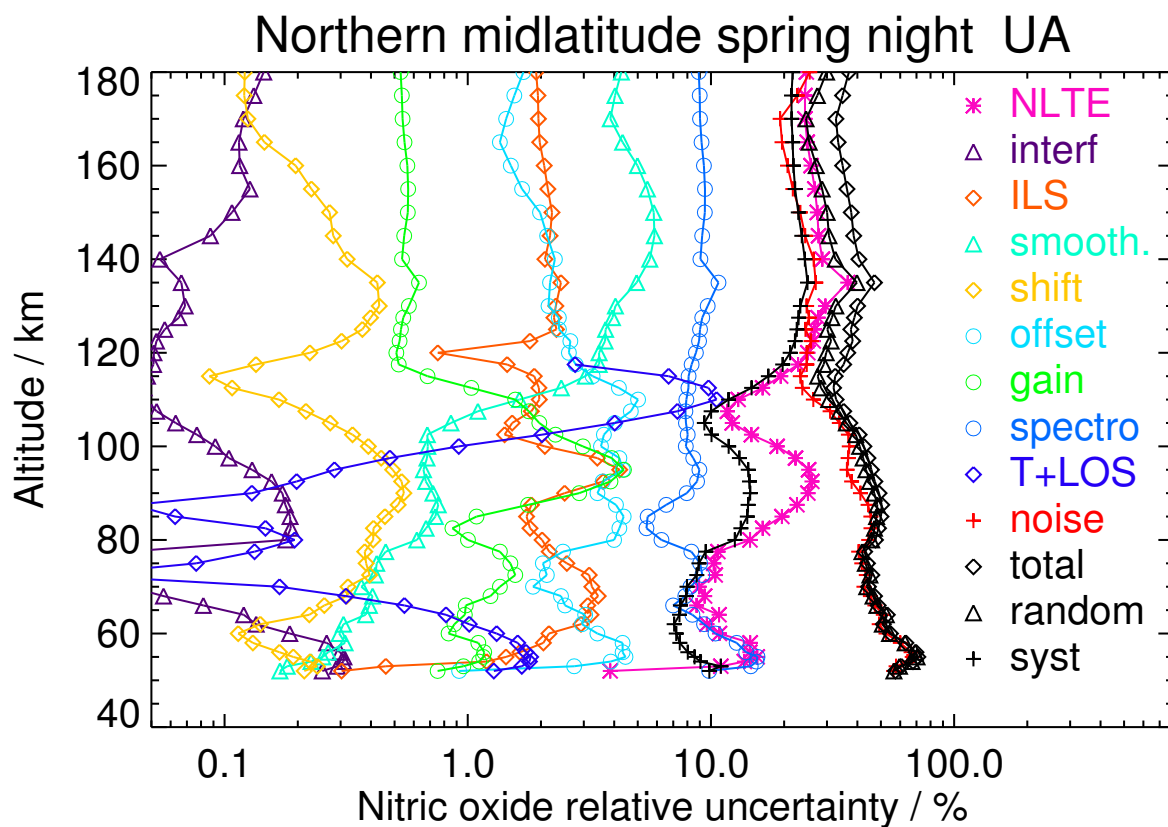 Northern midlatitude spring night UA
180
160
140
120
100
80
60
40
Altitude / km
NLTE
interf
ILS
smooth.
shift
offset
gain
spectro
T+LOS
noise
total
random
syst
0.1
1.0
10.0
100.0
Nitric oxide relative uncertainty / %